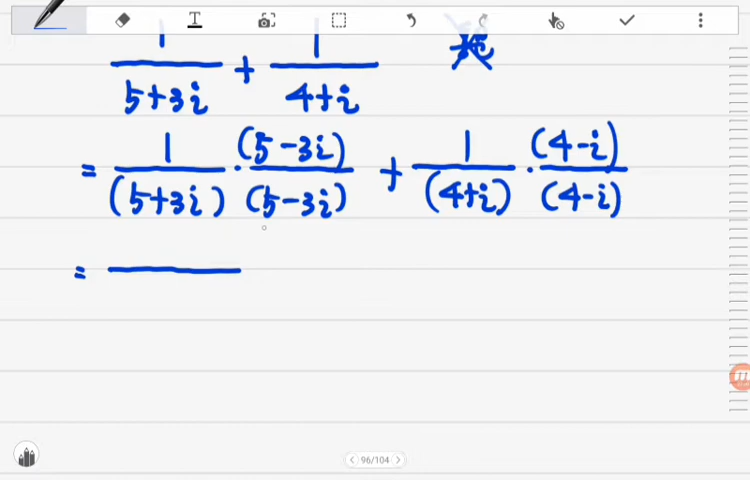 1/(5+3i) + 1/(4+i)
= 1/(5+3i) · (5-3i)/(5-3i) + 1/(4+i) · (4-i)/(4-i)
=
96/104